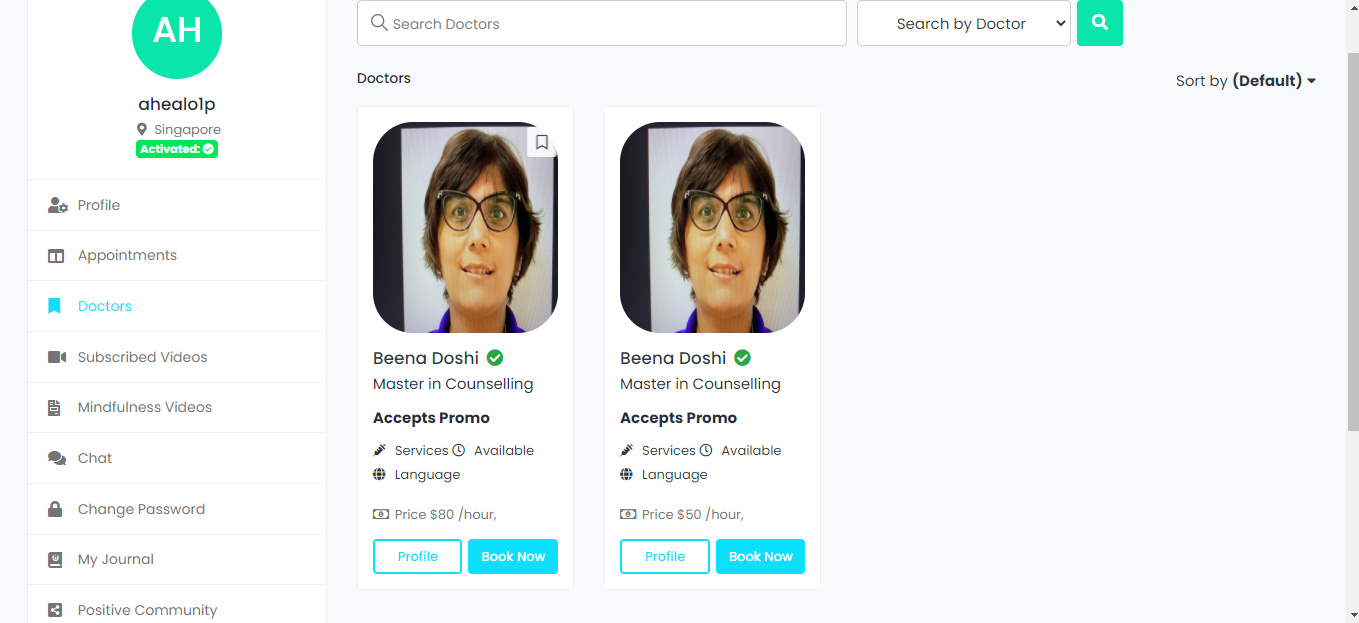 AH
ahealo1p
Singapore
Activated:
Profile
Appointments
Doctors
Subscribed Videos
Mindfulness Videos
Chat
Change Password
My Journal
Positive Community
Search Doctors
Search by Doctor
Doctors
Sort by (Default)
Beena Doshi
Master in Counselling
Accepts Promo
Services Available
Language
Price $80 /hour,
Profile Book Now
Beena Doshi
Master in Counselling
Accepts Promo
Services Available
Language
Price $50 /hour,
Profile Book Now